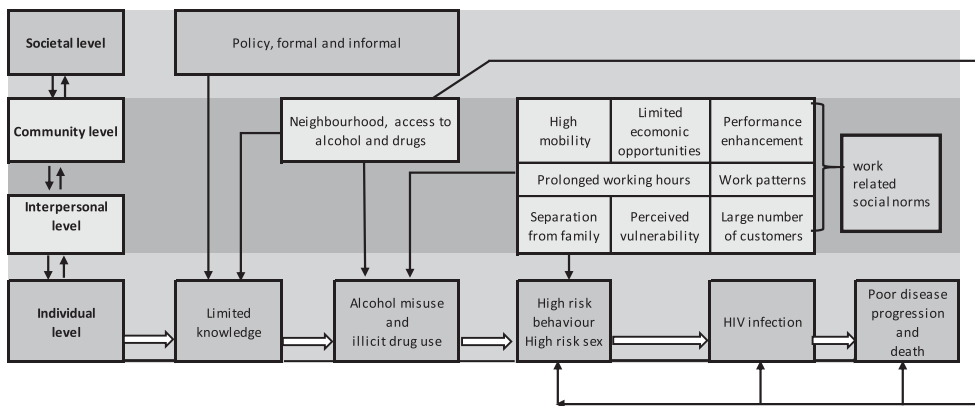 Societal level
Policy, formal and informal
Community level
Neighbourhood, access to
alcohol and drugs
High
mobility
Limited
ecomonic
opportunities
Performance
enhancement
work
related
social norms
Prolonged working hours
Work patterns
Interpersonal
level
Separation
from family
Perceived
vulnerability
Large number
of customers
Individual
level
Limited
knowledge
Alcohol misuse
and
illicit drug use
High risk
behaviour
High risk sex
HIV infection
Poor disease
progression
and
death